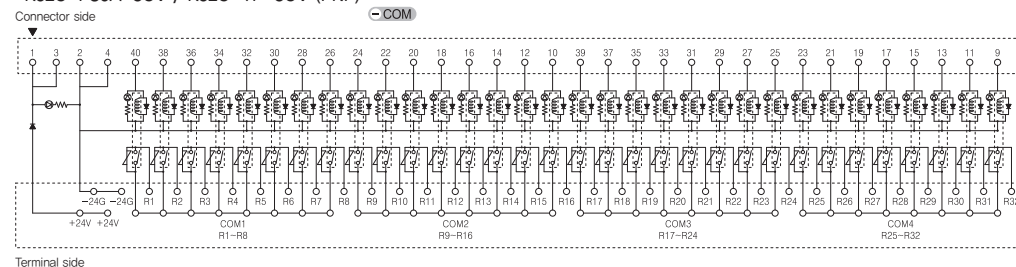 − COM
Connector side
1 3 2 4 40 38 36 34 32 30 28 26 24 22 20 18 16 14 12 10 39 37 35 33 31 29 27 25 23 21 19 17 15 13 11 9
−24G −24G R1 R2 R3 R4 R5 R6 R7 R8 R9 R10 R11 R12 R13 R14 R15 R16 R17 R18 R19 R20 R21 R22 R23 R24 R25 R26 R27 R28 R29 R30 R31 R32
+24V +24V COM1 COM2 COM3 COM4
R1−R8 R9−R16 R17−R24 R25−R32
Terminal side